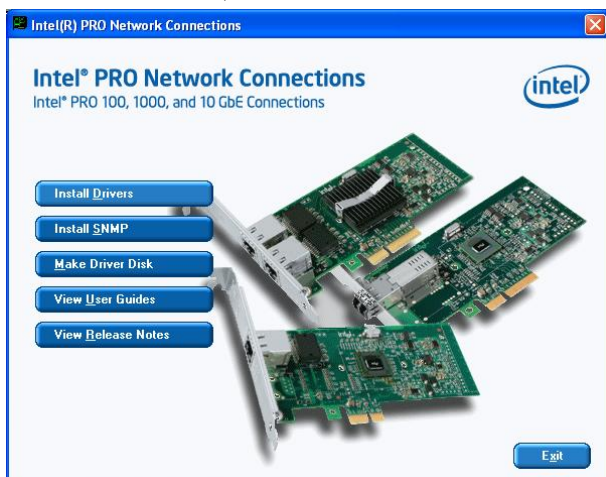 Intel(R) PRO Network Connections
Intel® PRO Network Connections
Intel® PRO 100, 1000, and 10 GbE Connections
intel
Install Drivers
Install SNMP
Make Driver Disk
View User Guides
View Release Notes
Exit